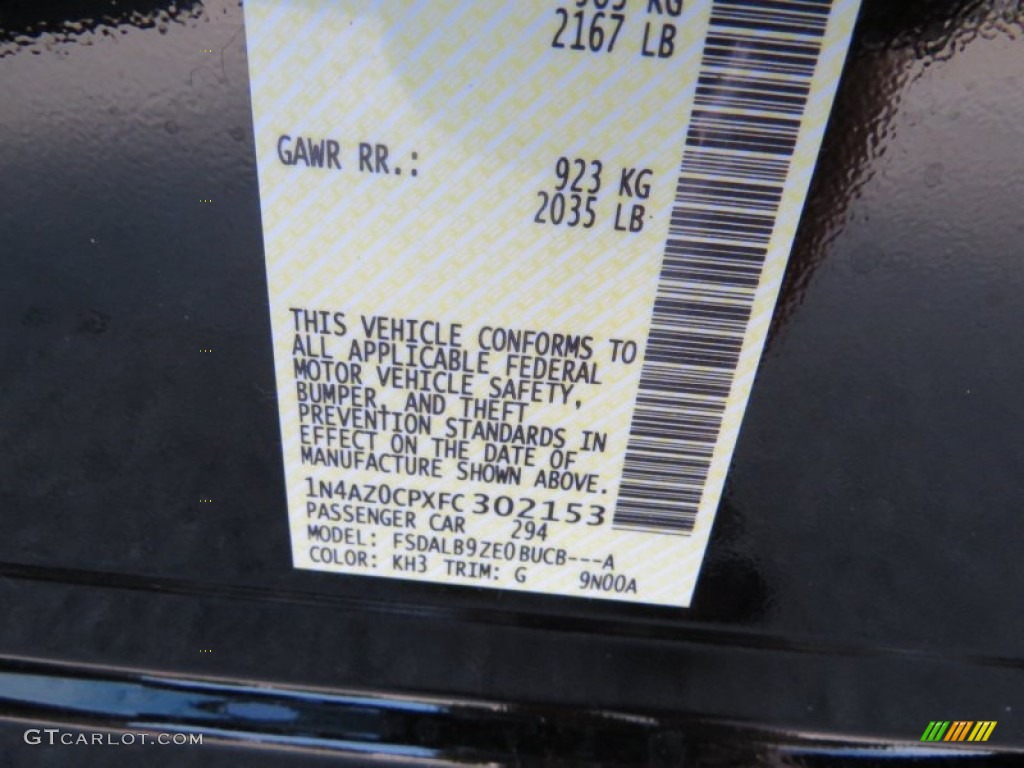 2167 LB
GAWR RR.:
923 KG
2035 LB
THIS VEHICLE CONFORMS TO
ALL APPLICABLE FEDERAL
MOTOR VEHICLE SAFETY,
BUMPER, AND THEFT
PREVENTION STANDARDS IN
EFFECT ON THE DATE OF
MANUFACTURE SHOWN ABOVE.
1N4AZ0CPXFC302153
PASSENGER CAR 294
MODEL: FSDALB9ZE0BUCB---A
COLOR: KH3 TRIM: G 9N00A
GTCARLOT.COM